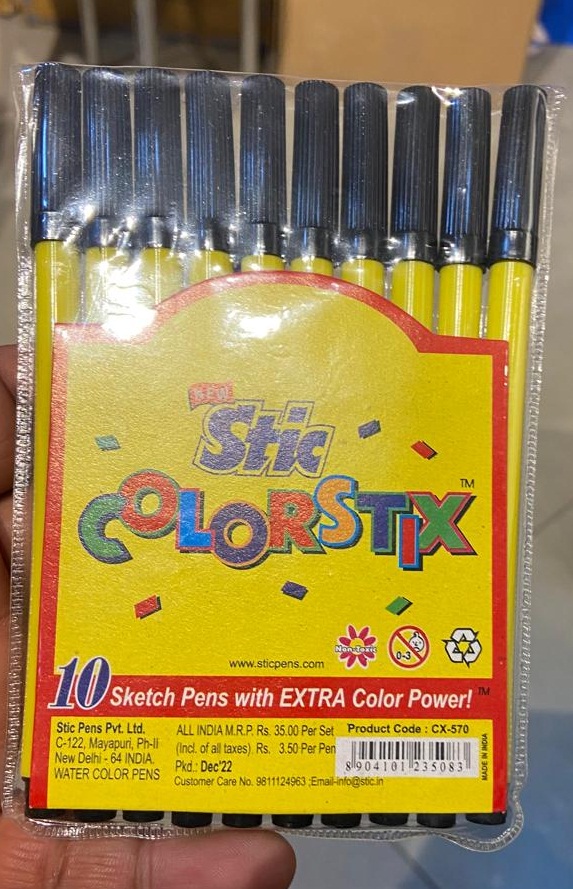 NEW
Stic
COLORSTIX TM
www.sticpens.com
Non-Toxic
0-3
10 Sketch Pens with EXTRA Color Power! TM
Stic Pens Pvt. Ltd.
C-122, Mayapuri, Ph-II
New Delhi - 64 INDIA.
WATER COLOR PENS
ALL INDIA M.R.P. Rs. 35.00 Per Set
(Incl. of all taxes) Rs. 3.50 Per Pen
Pkd.: Dec'22
Customer Care No. 9811124963 ;Email-info@stic.in
Product Code : CX-570
8904101235083
MADE IN INDIA